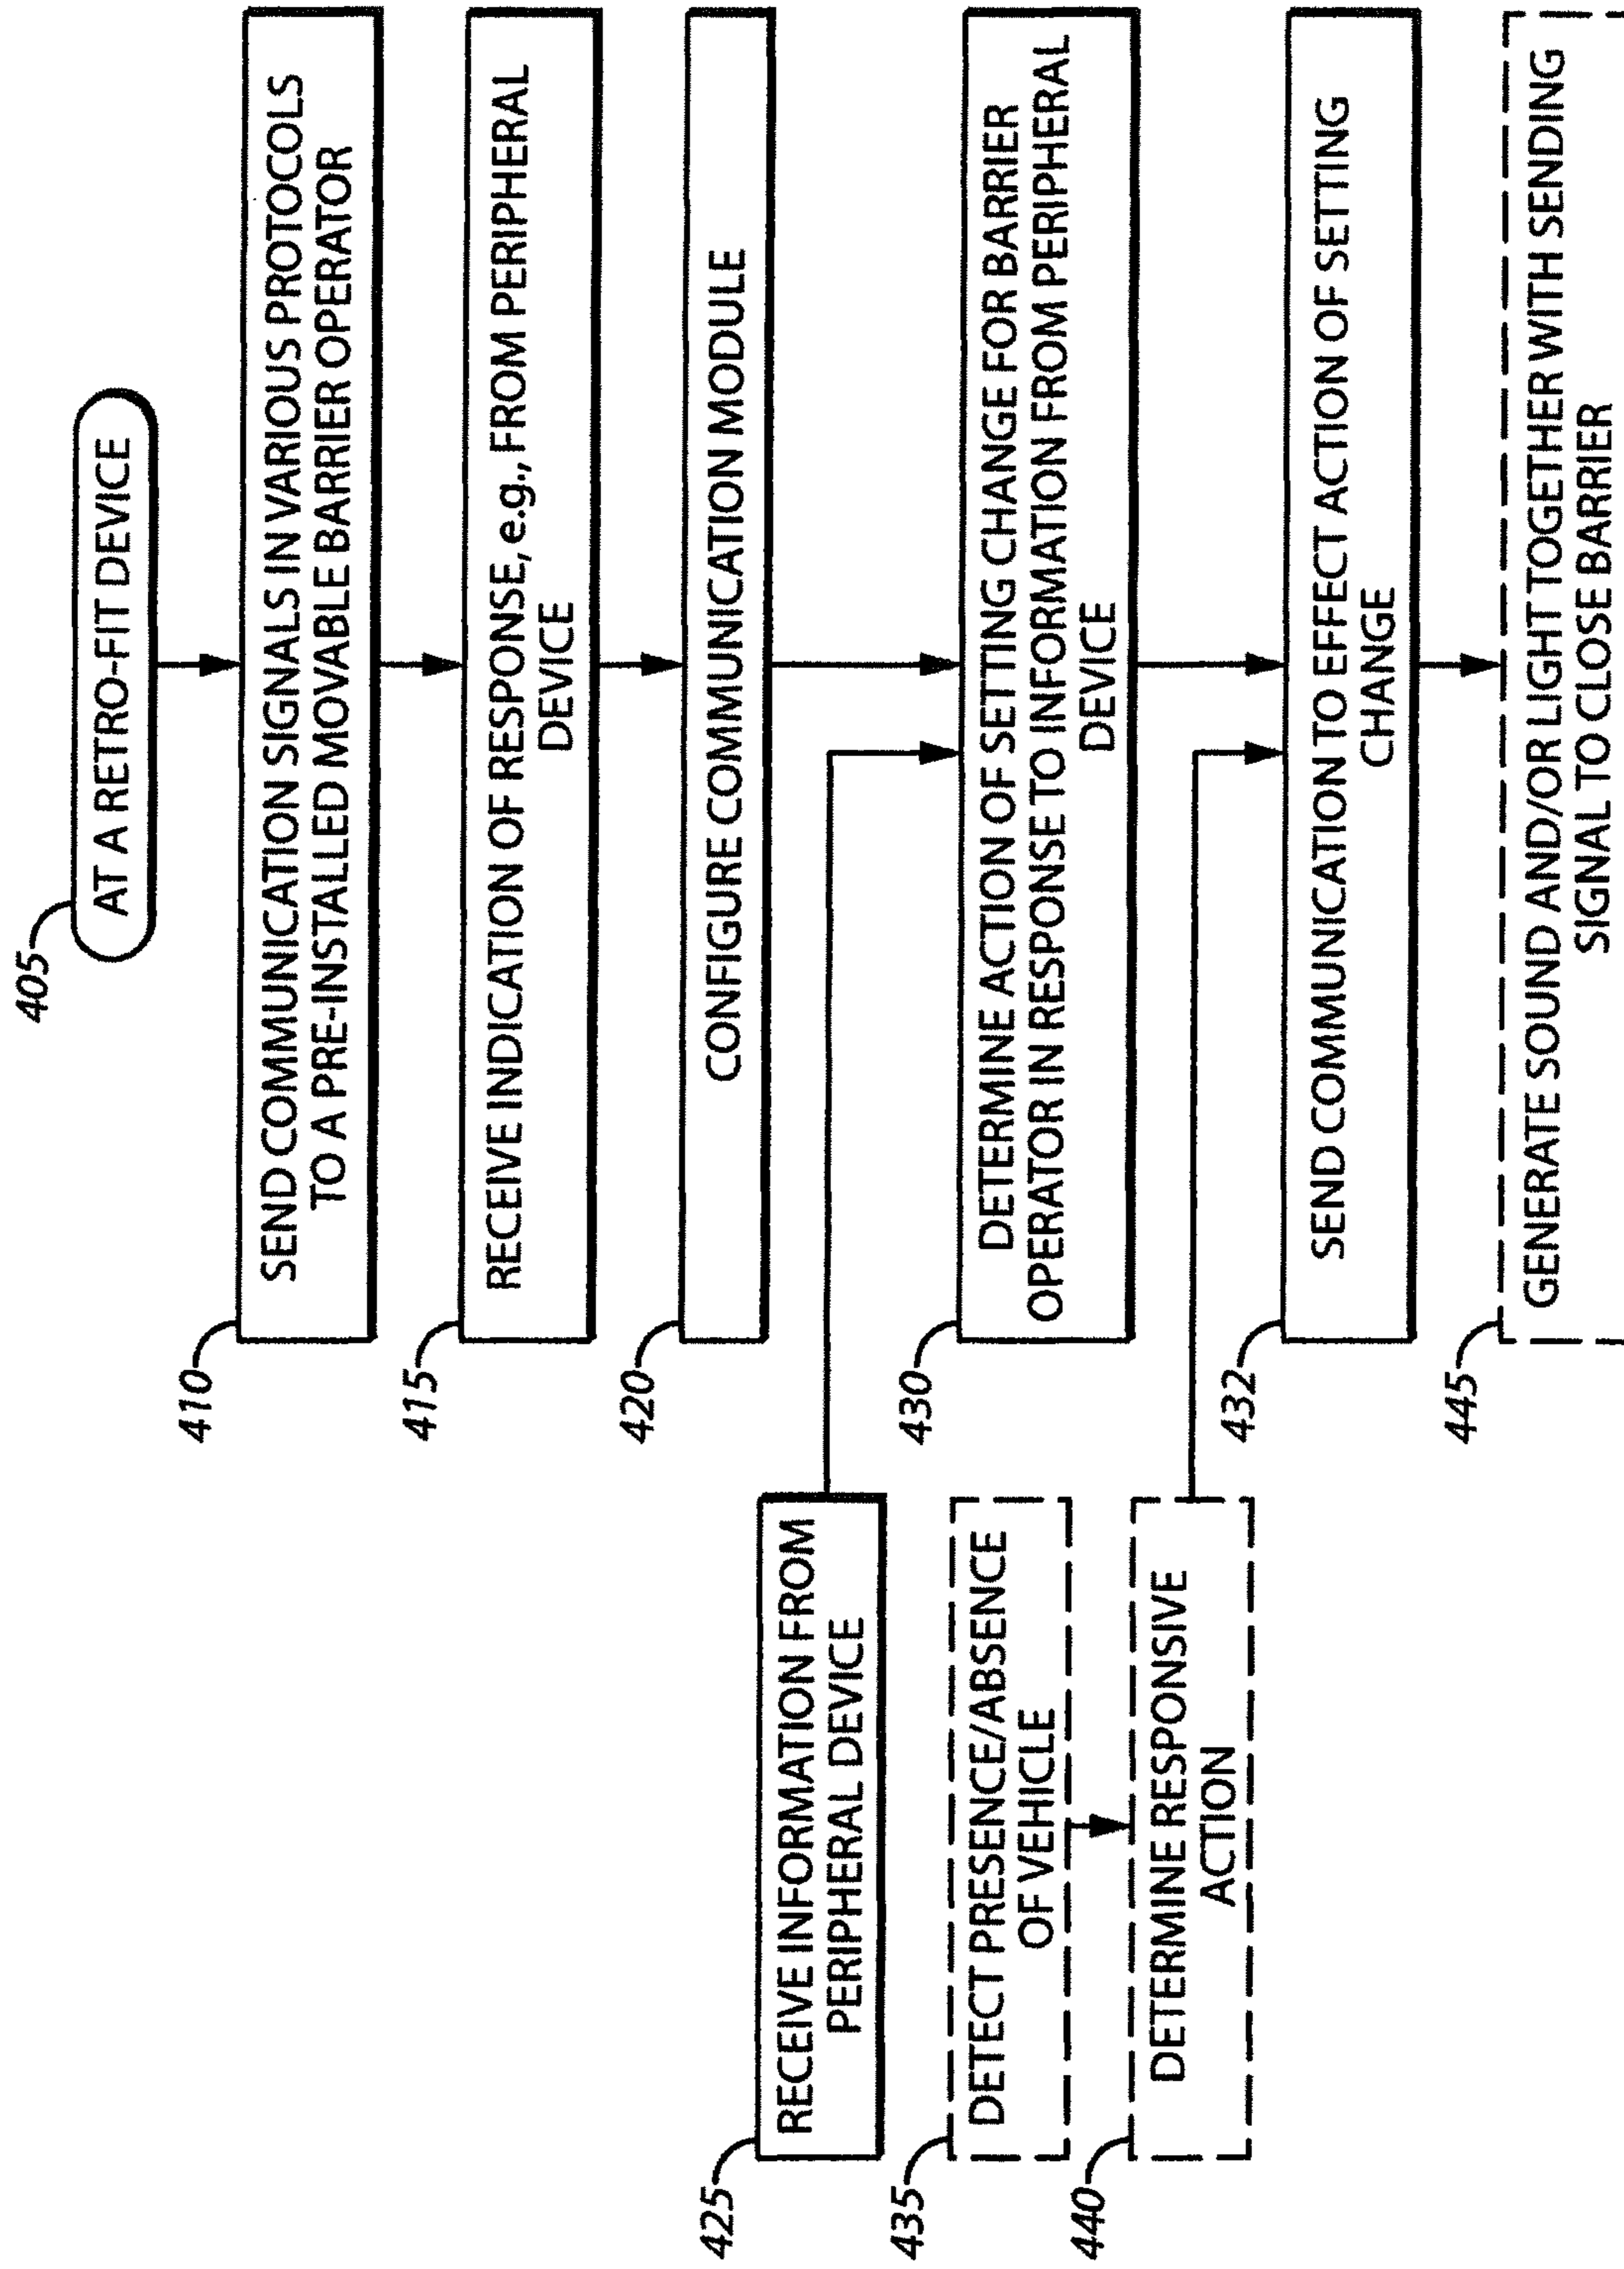 405
AT A RETRO-FIT DEVICE
410
SEND COMMUNICATION SIGNALS IN VARIOUS PROTOCOLS
TO A PRE-INSTALLED MOVABLE BARRIER OPERATOR
415
RECEIVE INDICATION OF RESPONSE, e.g., FROM PERIPHERAL
DEVICE
420
CONFIGURE COMMUNICATION MODULE
425
RECEIVE INFORMATION FROM
PERIPHERAL DEVICE
430
DETERMINE ACTION OF SETTING CHANGE FOR BARRIER
OPERATOR IN RESPONSE TO INFORMATION FROM PERIPHERAL
DEVICE
435
DETECT PRESENCE/ABSENCE
OF VEHICLE
440
DETERMINE RESPONSIVE
ACTION
432
SEND COMMUNICATION TO EFFECT ACTION OF SETTING
CHANGE
445
GENERATE SOUND AND/OR LIGHT TOGETHER WITH SENDING
SIGNAL TO CLOSE BARRIER